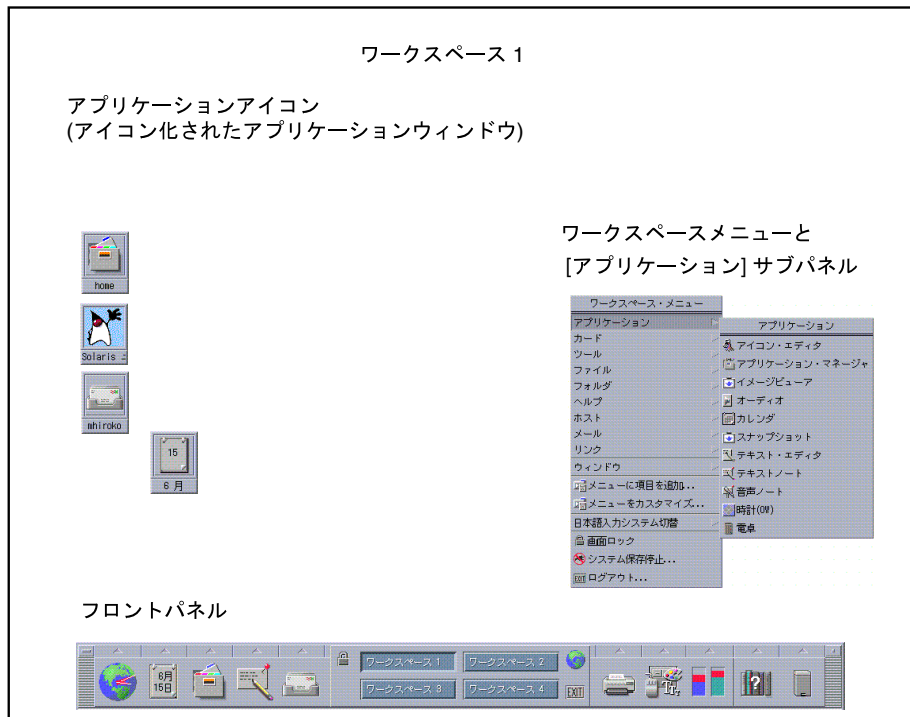 ワークスペース 1
アプリケーションアイコン
(アイコン化されたアプリケーションウィンドウ)
home
Solaris
mhiroko
15
6 月
ワークスペースメニューと
[アプリケーション] サブパネル
ワークスペース・メニュー
アプリケーション
カード
ツール
ファイル
フォルダ
ヘルプ
ホスト
メール
リンク
ウィンドウ
メニューに項目を追加...
メニューをカスタマイズ...
日本語入力システム切替
画面ロック
システム保存停止...
EXIT ログアウト...
アプリケーション
アイコン・エディタ
アプリケーション・マネージャ
イメージビューア
オーディオ
カレンダ
スナップショット
テキスト・エディタ
テキストノート
音声ノート
時計(OW)
電卓
フロントパネル
6月
15日
ワークスペース 1
ワークスペース 2
ワークスペース 3
ワークスペース 4
EXIT
?